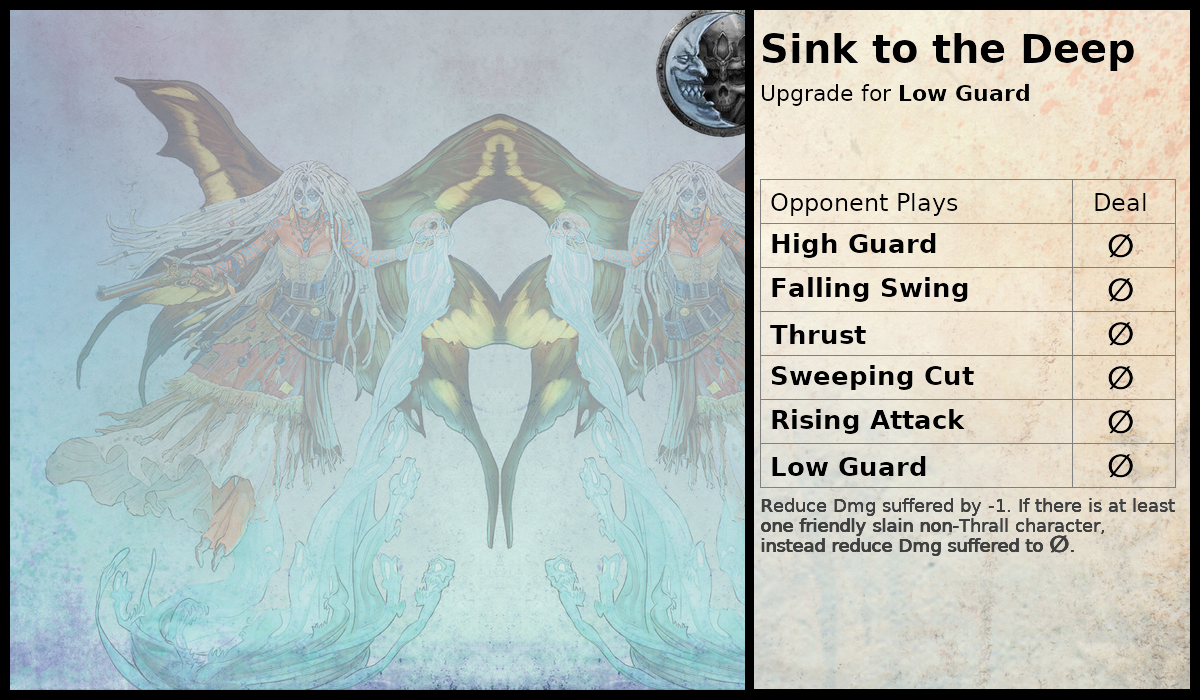 Sink to the Deep
Upgrade for Low Guard
Opponent Plays Deal
High Guard ∅
Falling Swing ∅
Thrust ∅
Sweeping Cut ∅
Rising Attack ∅
Low Guard ∅
Reduce Dmg suffered by -1. If there is at least
one friendly slain non-Thrall character,
instead reduce Dmg suffered to ∅.